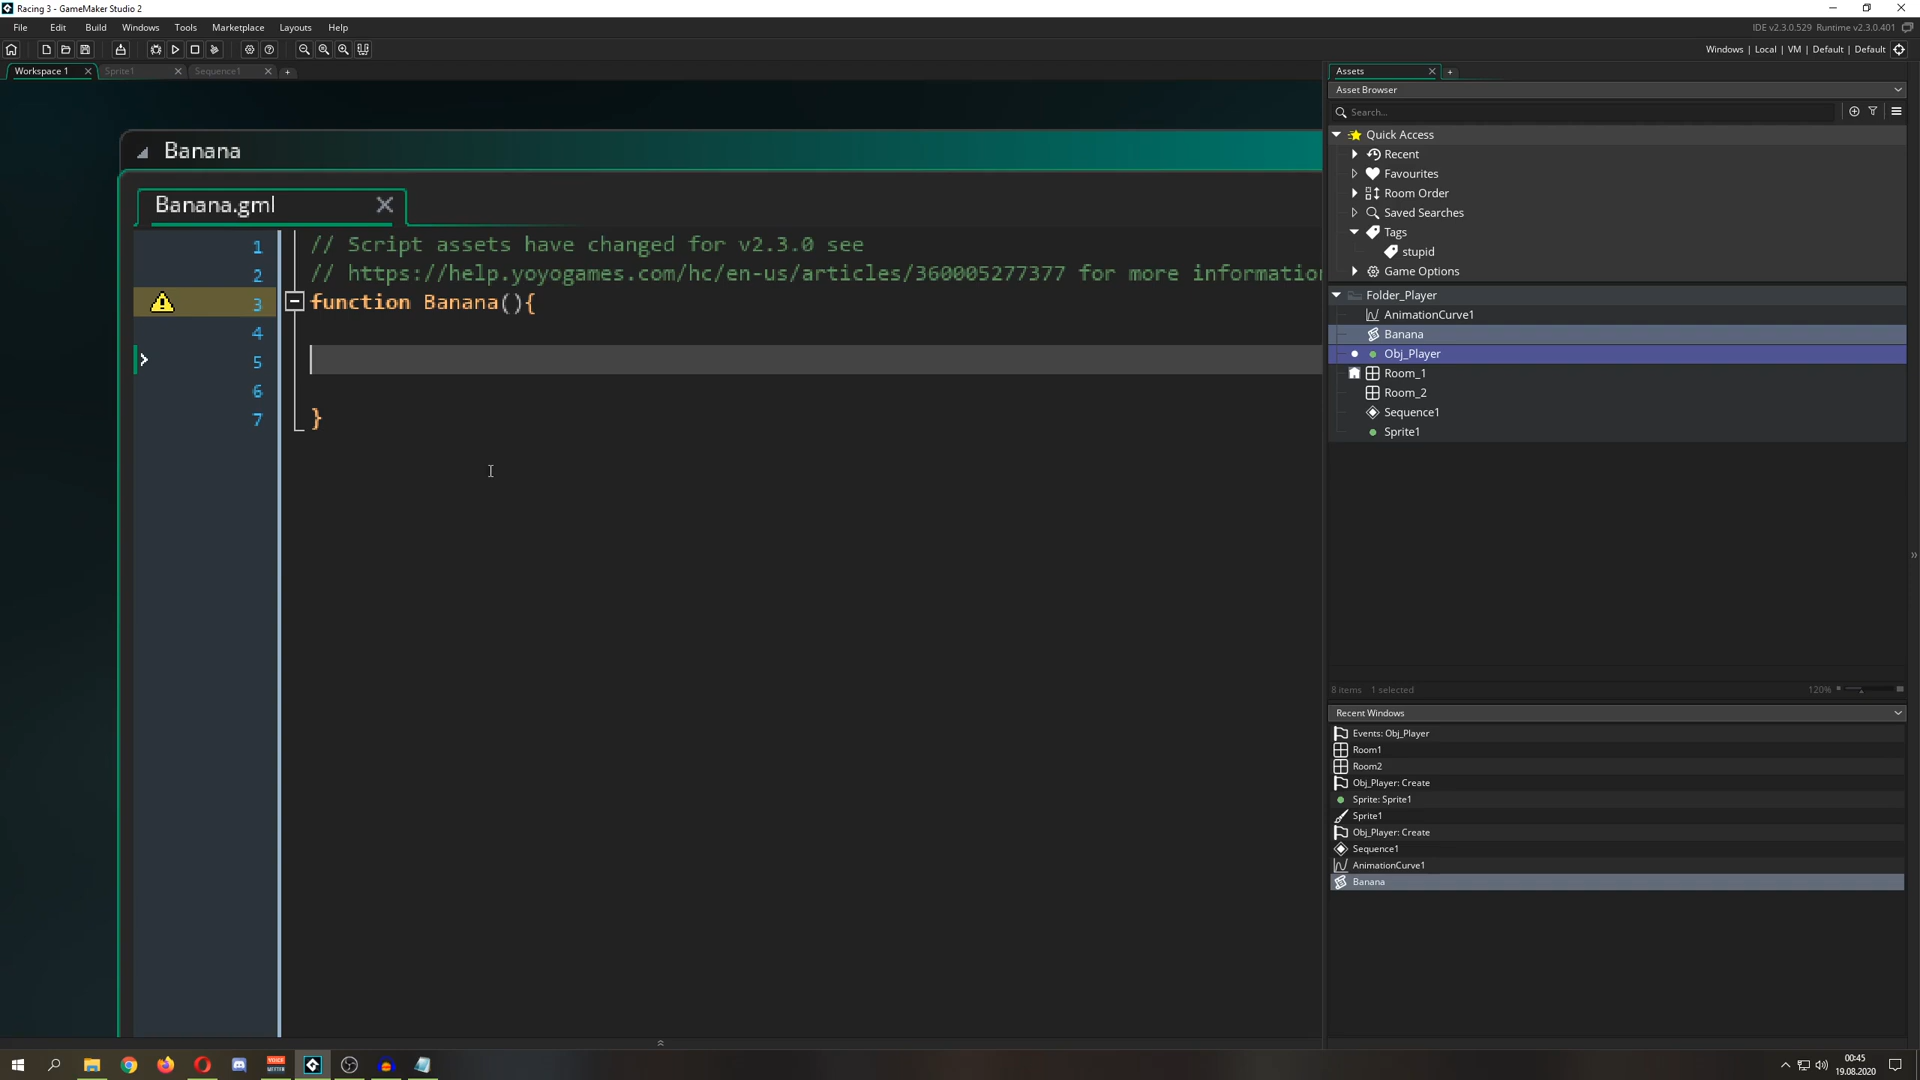 Racing 3 - GameMaker Studio 2
File Edit Build Windows Tools Marketplace Layouts Help
IDE v2.3.0.529 Runtime v2.3.0.401
Windows | Local | VM | Default | Default
Workspace 1 Sprite1 Sequence1 +
Assets +
Asset Browser
Search...
Quick Access
Recent
Favourites
Room Order
Saved Searches
Tags
stupid
Game Options
Folder_Player
AnimationCurve1
Banana
Obj_Player
Room_1
Room_2
Sequence1
Sprite1
8 items 1 selected 120%
Recent Windows
Events: Obj_Player
Room1
Room2
Obj_Player: Create
Sprite: Sprite1
Sprite1
Obj_Player: Create
Sequence1
AnimationCurve1
Banana
Banana
Banana.gml
1 // Script assets have changed for v2.3.0 see
2 // https://help.yoyogames.com/hc/en-us/articles/360005277377 for more informatio
3 function Banana(){
4
5
6
7 }
00:45
19.08.2020